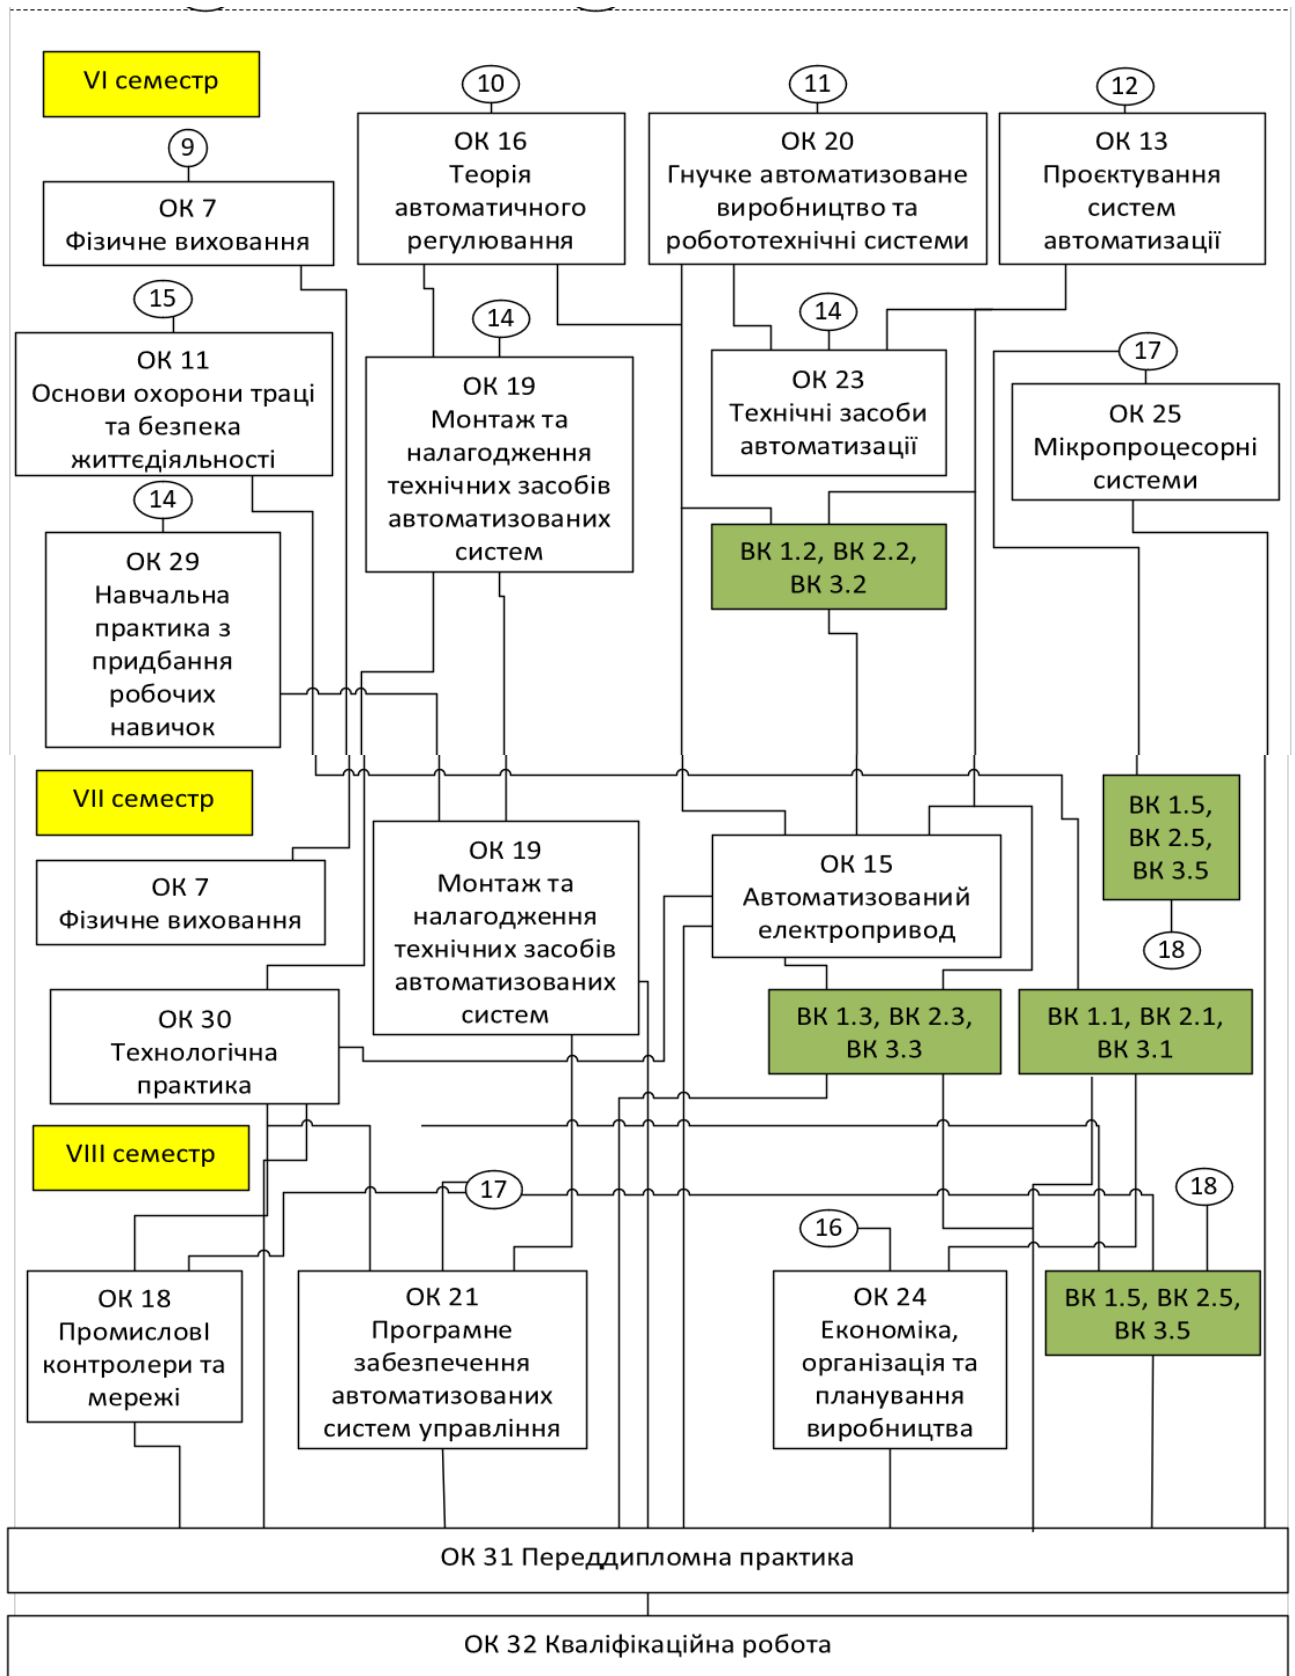 VI семестр
10
11
12
9
ОК 16
Теорія
автоматичного
регулювання
ОК 20
Гнучке автоматизоване
виробництво та
робототехнічні системи
ОК 13
Проєктування
систем
автоматизації
ОК 7
Фізичне виховання
15
14
14
17
ОК 11
Основи охорони траці
та безпека
життєдіяльності
ОК 19
Монтаж та
налагодження
технічних засобів
автоматизованих
систем
ОК 23
Технічні засоби
автоматизації
ОК 25
Мікропроцесорні
системи
14
ОК 29
Навчальна
практика з
придбання
робочих
навичок
ВК 1.2, ВК 2.2,
ВК 3.2
VII семестр
ВК 1.5,
ВК 2.5,
ВК 3.5
ОК 7
Фізичне виховання
ОК 19
Монтаж та
налагодження
технічних засобів
автоматизованих
систем
ОК 15
Автоматизований
електропривод
18
ОК 30
Технологічна
практика
ВК 1.3, ВК 2.3,
ВК 3.3
ВК 1.1, ВК 2.1,
ВК 3.1
VIII семестр
17
18
16
ОК 18
ПромисловІ
контролери та
мережі
ОК 21
Програмне
забезпечення
автоматизованих
систем управління
ОК 24
Економіка,
організація та
планування
виробництва
ВК 1.5, ВК 2.5,
ВК 3.5
ОК 31 Переддипломна практика
ОК 32 Кваліфікаційна робота